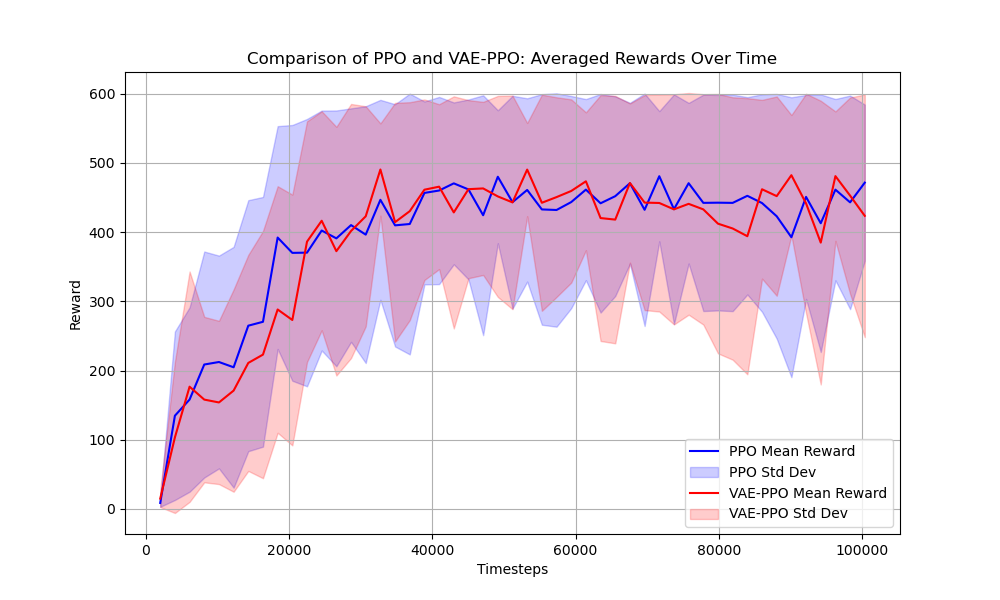 Comparison of PPO and VAE-PPO: Averaged Rewards Over Time
600
500
400
300
200
100
0
Reward
PPO Mean Reward
PPO Std Dev
VAE-PPO Mean Reward
VAE-PPO Std Dev
0
20000
40000
60000
80000
100000
Timesteps